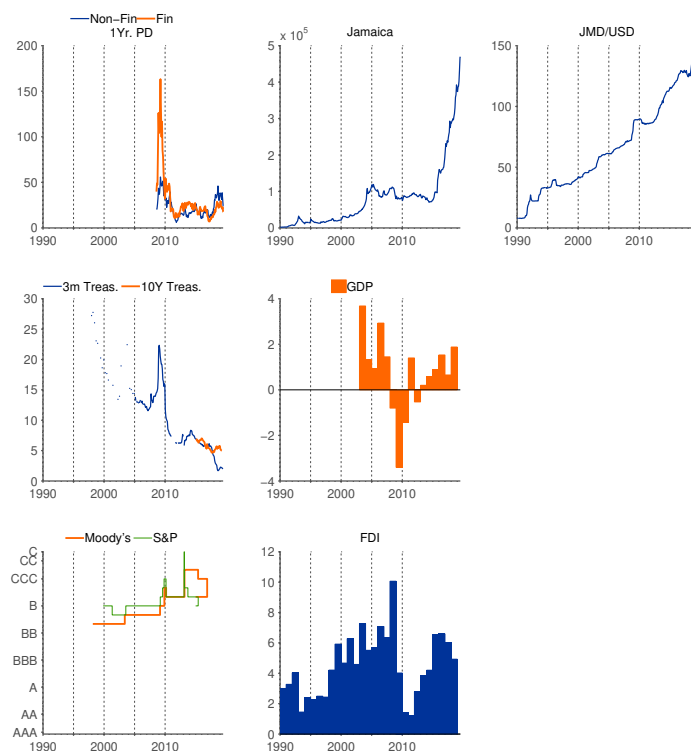 Non-Fin Fin
1Yr. PD
200
150
100
50
0
1990 2000 2010
Jamaica
5 x 10^5
4
3
2
1
0
1990 2000 2010
JMD/USD
150
100
50
0
1990 2000 2010
3m Treas. 10Y Treas.
30
25
20
15
10
5
0
1990 2000 2010
GDP
4
2
0
-2
-4
1990 2000 2010
Moody's S&P
C
CC
CCC
B
BB
BBB
A
AA
AAA
1990 2000 2010
FDI
12
10
8
6
4
2
0
1990 2000 2010